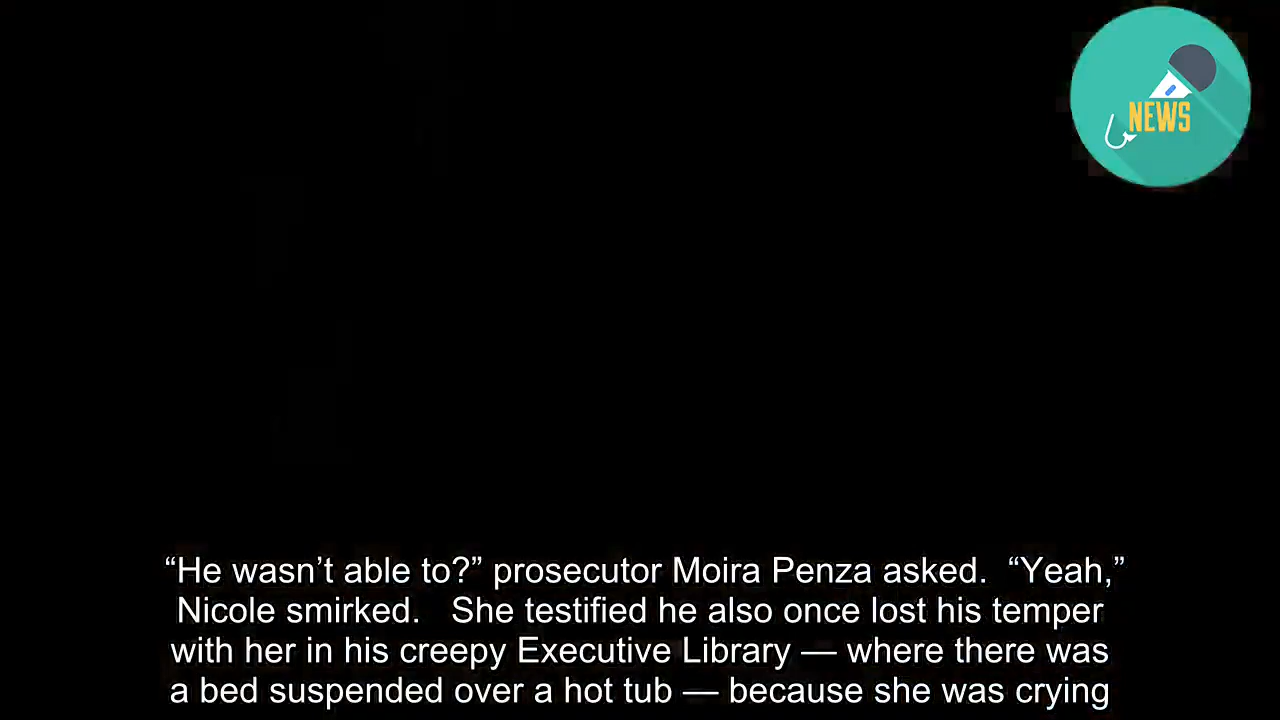 NEWS
“He wasn’t able to?” prosecutor Moira Penza asked.  “Yeah,”
Nicole smirked.   She testified he also once lost his temper
with her in his creepy Executive Library — where there was
a bed suspended over a hot tub — because she was crying